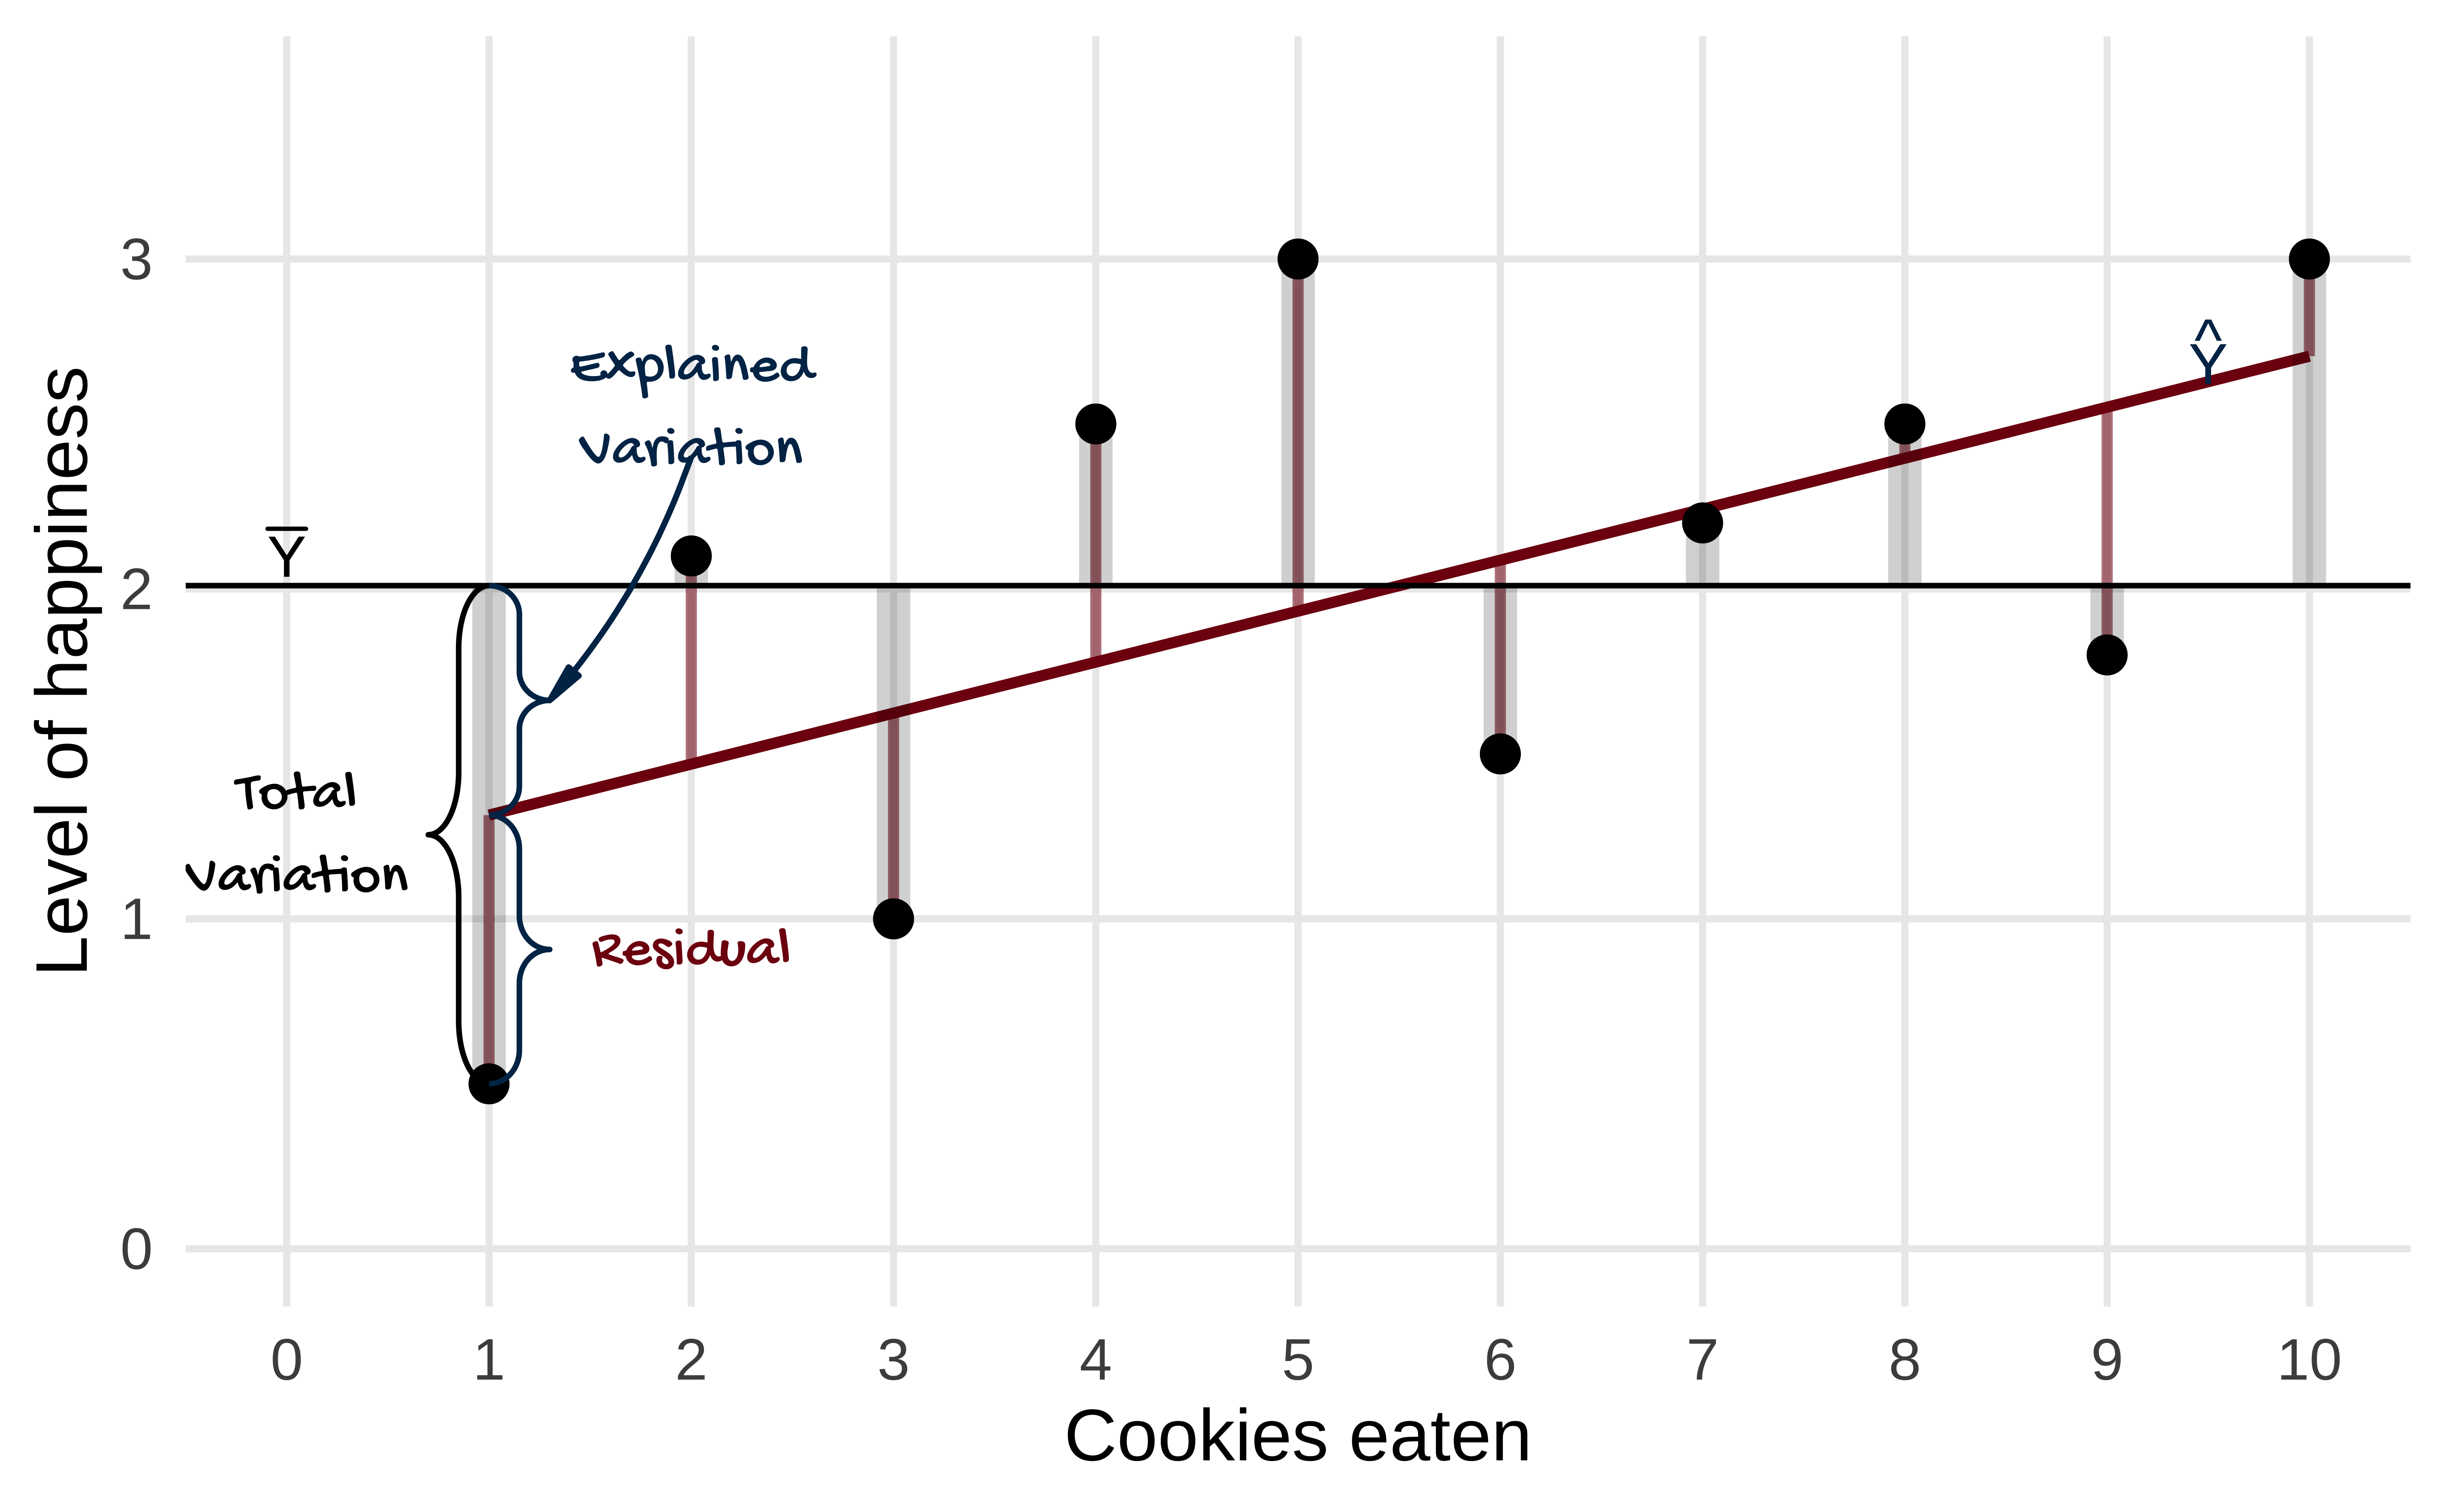 Level of happiness
3
2
1
0
Y̅
Explained
Variation
Total
Variation
Residual
Ŷ
0 1 2 3 4 5 6 7 8 9 10
Cookies eaten